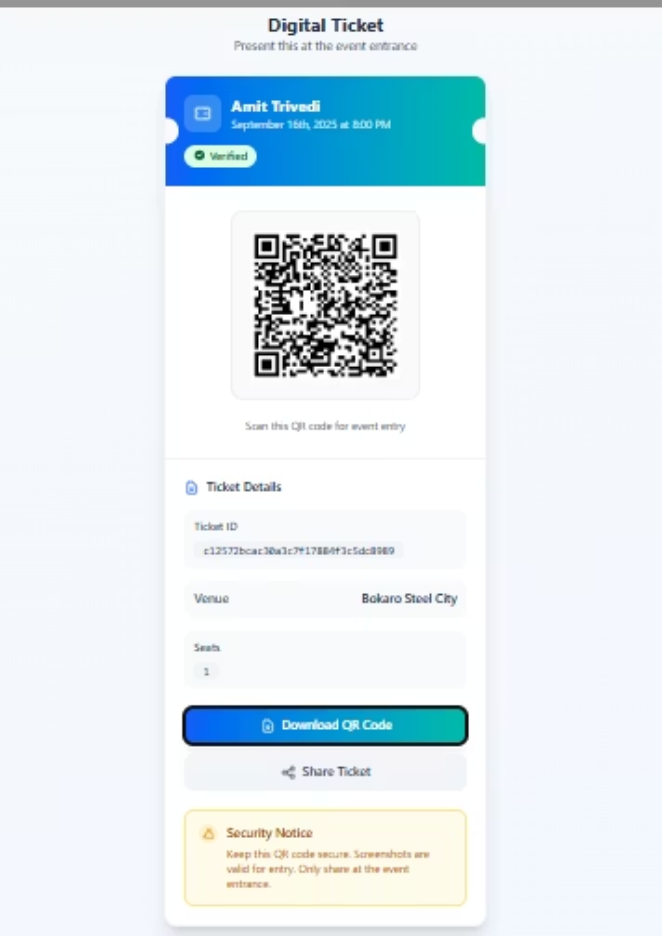 Digital Ticket
Present this at the event entrance
Amit Trivedi
September 16th, 2025 at 8:00 PM
Verified
Scan this QR code for event entry
Ticket Details
Ticket ID
Venue Bokaro Steel City
Seats
1
Download QR Code
Share Ticket
Security Notice
Keep this QR code secure. Screenshots are
valid for entry. Only share at the event
entrance.